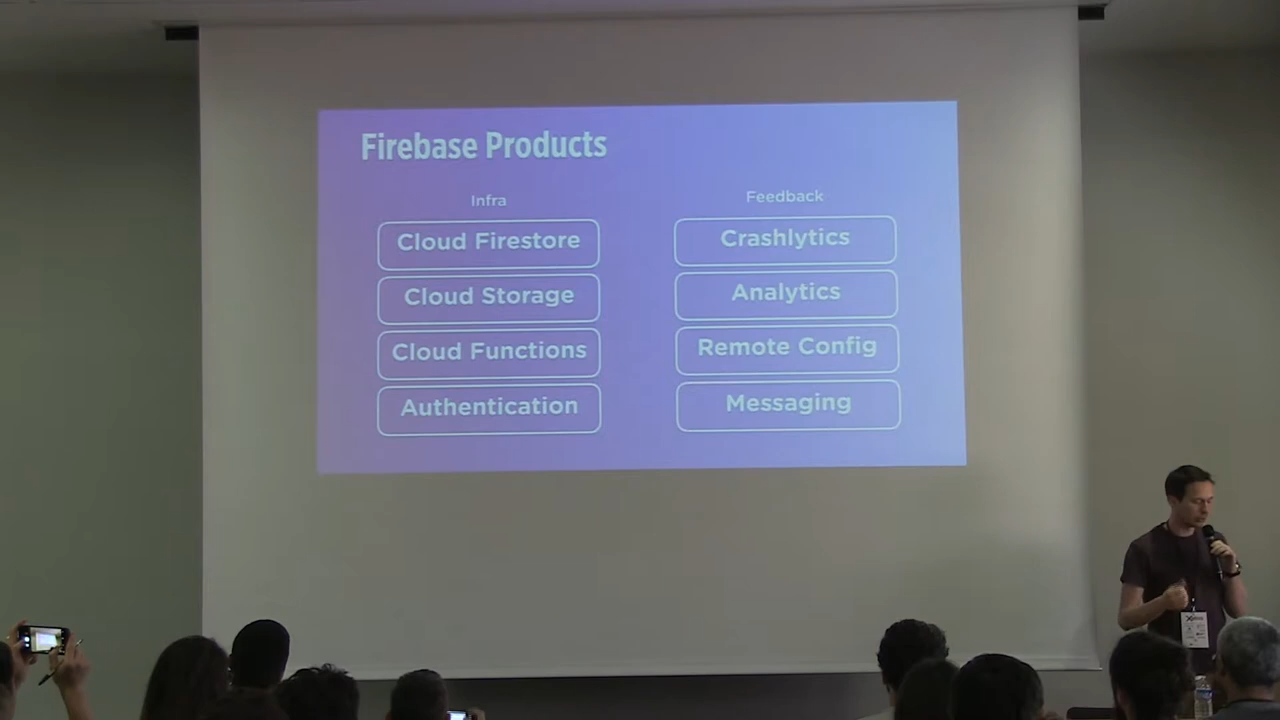 Firebase Products
Infra
Cloud Firestore
Cloud Storage
Cloud Functions
Authentication
Feedback
Crashlytics
Analytics
Remote Config
Messaging